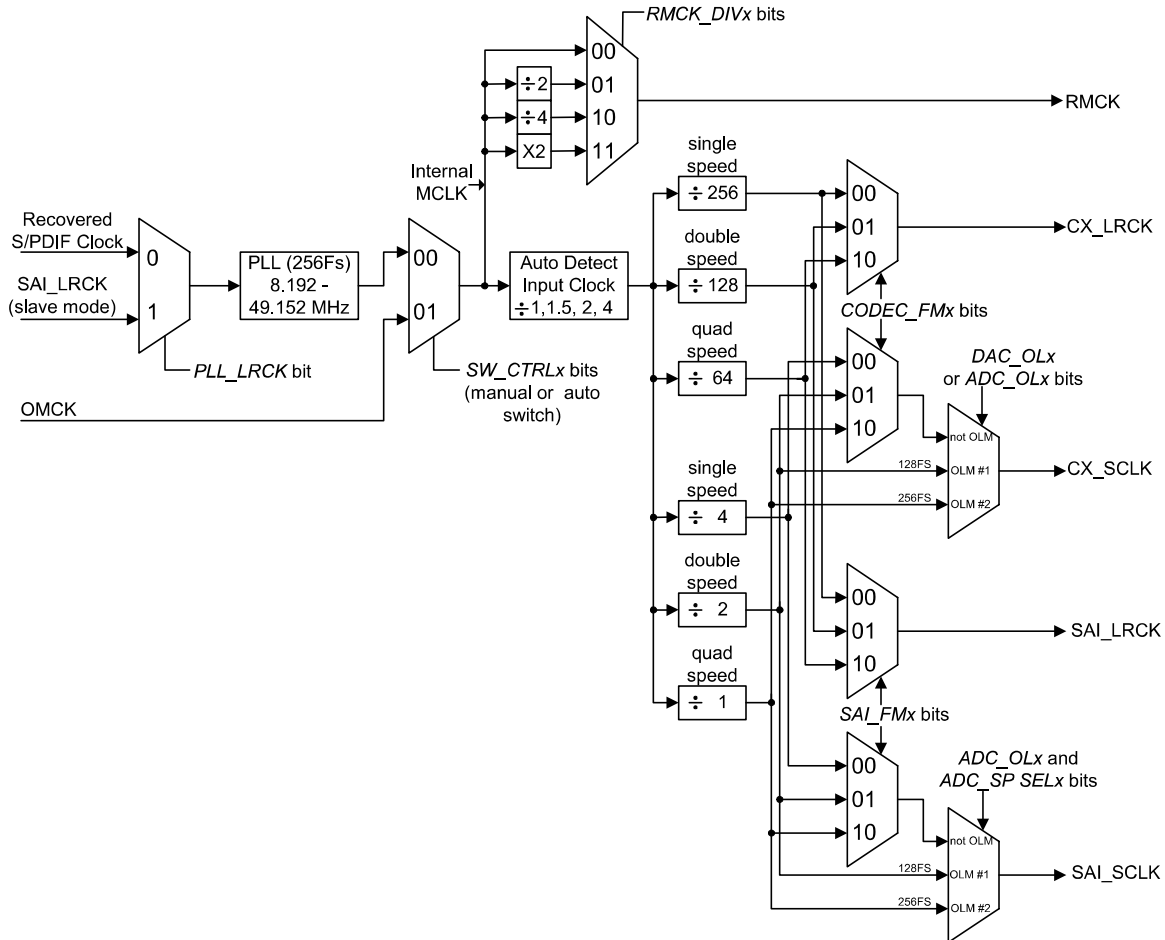 RMCK_DIVx bits
00
÷2
01
÷4
10
X2
11
RMCK
Internal
MCLK
Recovered
S/PDIF Clock
0
SAI_LRCK
(slave mode)
1
PLL_LRCK bit
OMCK
PLL (256Fs)
8.192 -
49.152 MHz
00
01
SW_CTRLx bits
(manual or auto
switch)
Auto Detect
Input Clock
÷1,1.5, 2, 4
single
speed
÷ 256
double
speed
÷ 128
quad
speed
÷ 64
single
speed
÷ 4
double
speed
÷ 2
quad
speed
÷ 1
00
01
10
CX_LRCK
CODEC_FMx bits
00
01
10
DAC_OLx
or ADC_OLx bits
not OLM
128FS
OLM #1
256FS
OLM #2
CX_SCLK
00
01
10
SAI_LRCK
SAI_FMx bits
00
01
10
ADC_OLx and
ADC_SP SELx bits
not OLM
128FS
OLM #1
256FS
OLM #2
SAI_SCLK